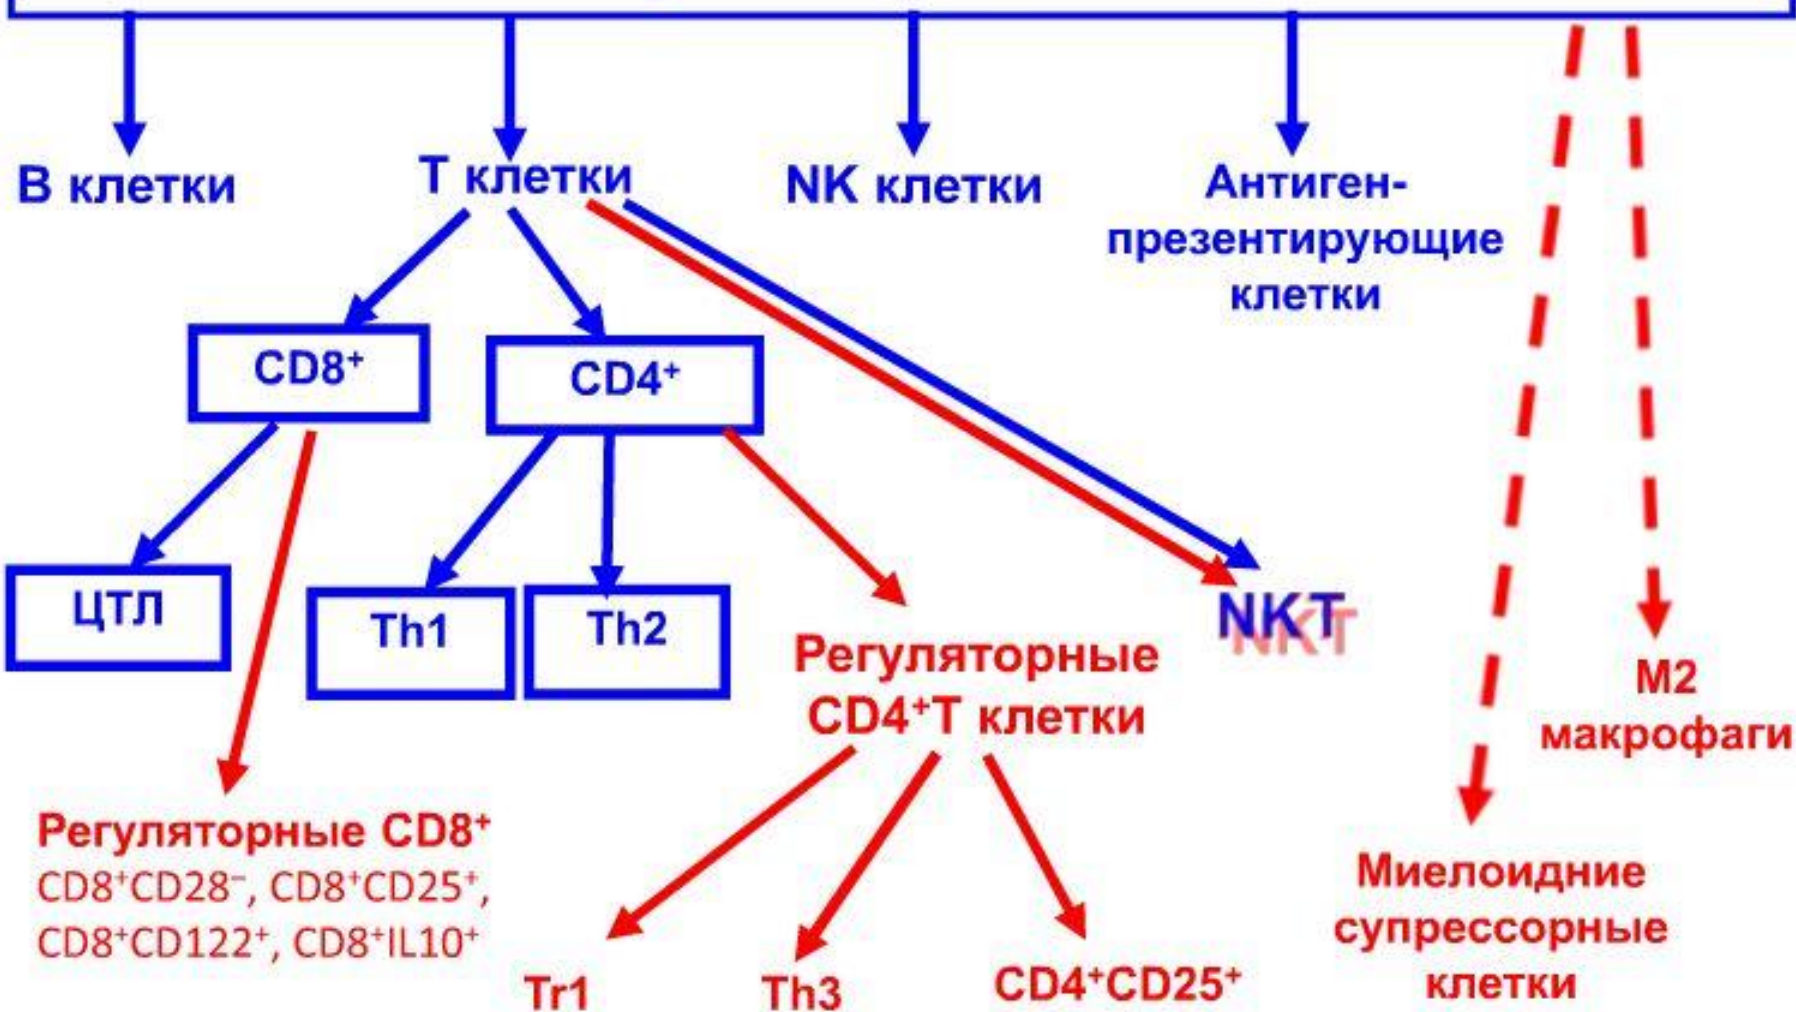 В клетки
Т клетки
NK клетки
Антиген-
презентирующие
клетки
CD8⁺
CD4⁺
ЦТЛ
Th1
Th2
NKT
Регуляторные
CD4⁺Т клетки
М2
макрофаги
Регуляторные CD8⁺
CD8⁺CD28⁻, CD8⁺CD25⁺,
CD8⁺CD122⁺, CD8⁺IL10⁺
Миелоидние
супрессорные
клетки
Tr1
Th3
CD4⁺CD25⁺